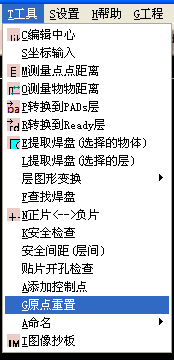 T工具 S设置 H帮助 G工程
C编辑中心
S坐标输入
M测量点点距离
O测量物物距离
P转换到PADs层
R转换到Ready层
E提取焊盘(选择的物体)
L提取焊盘(选择的层)
层图形变换
F查找焊盘
N正片<-->负片
K安全检查
安全间距(层间)
贴片开孔检查
A添加控制点
G原点重置
A命名
I图像抄板